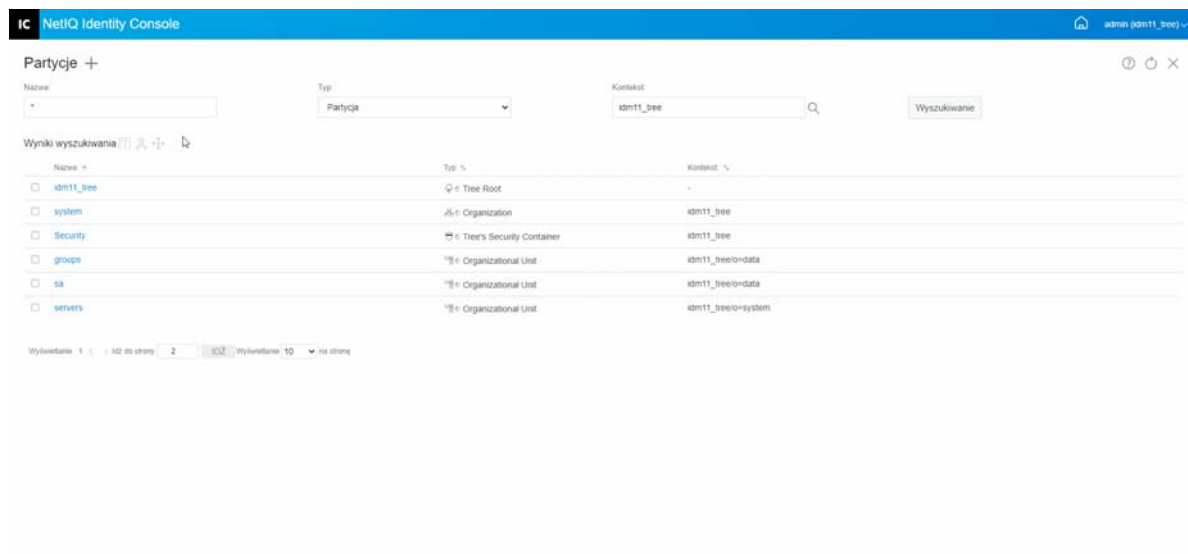 IC NetIQ Identity Console admin (idm11_tree)
Partycje
Nazwa: Typ: Kontekst:
* Partycja idm11_tree Wyszukiwanie
Wyniki wyszukiwania
Nazwa Typ Kontekst:
idm11_tree Tree Root -
system Organization idm11_tree
Security Tree's Security Container idm11_tree
groups Organizational Unit idm11_tree/o=data
sa Organizational Unit idm11_tree/o=data
servers Organizational Unit idm11_tree/o=system
Wyświetlanie 1 < > Idź do strony 2 IDŹ Wyświetlanie 10 na stronę